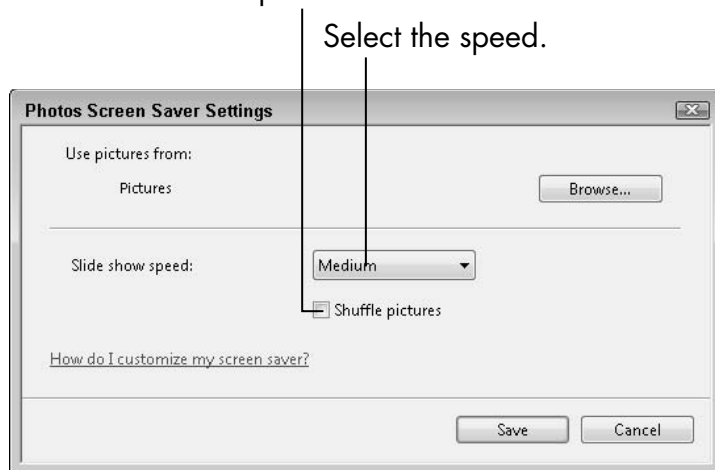 Select the speed.
Photos Screen Saver Settings
Use pictures from:
Pictures
Browse...
Slide show speed:
Medium
Shuffle pictures
How do I customize my screen saver?
Save
Cancel